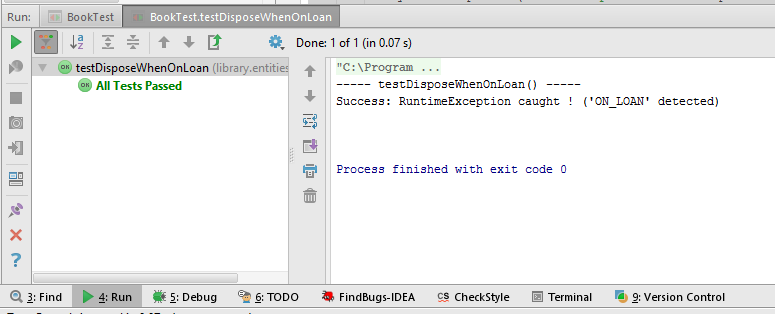 Run: BookTest BookTest.testDisposeWhenOnLoan
Done: 1 of 1 (in 0.07 s)
OK testDisposeWhenOnLoan (library.entities
OK All Tests Passed
"C:\Program ...
----- testDisposeWhenOnLoan() -----
Success: RuntimeException caught ! ('ON_LOAN' detected)
Process finished with exit code 0
3: Find 4: Run 5: Debug 6: TODO FindBugs-IDEA CS CheckStyle Terminal 9: Version Control